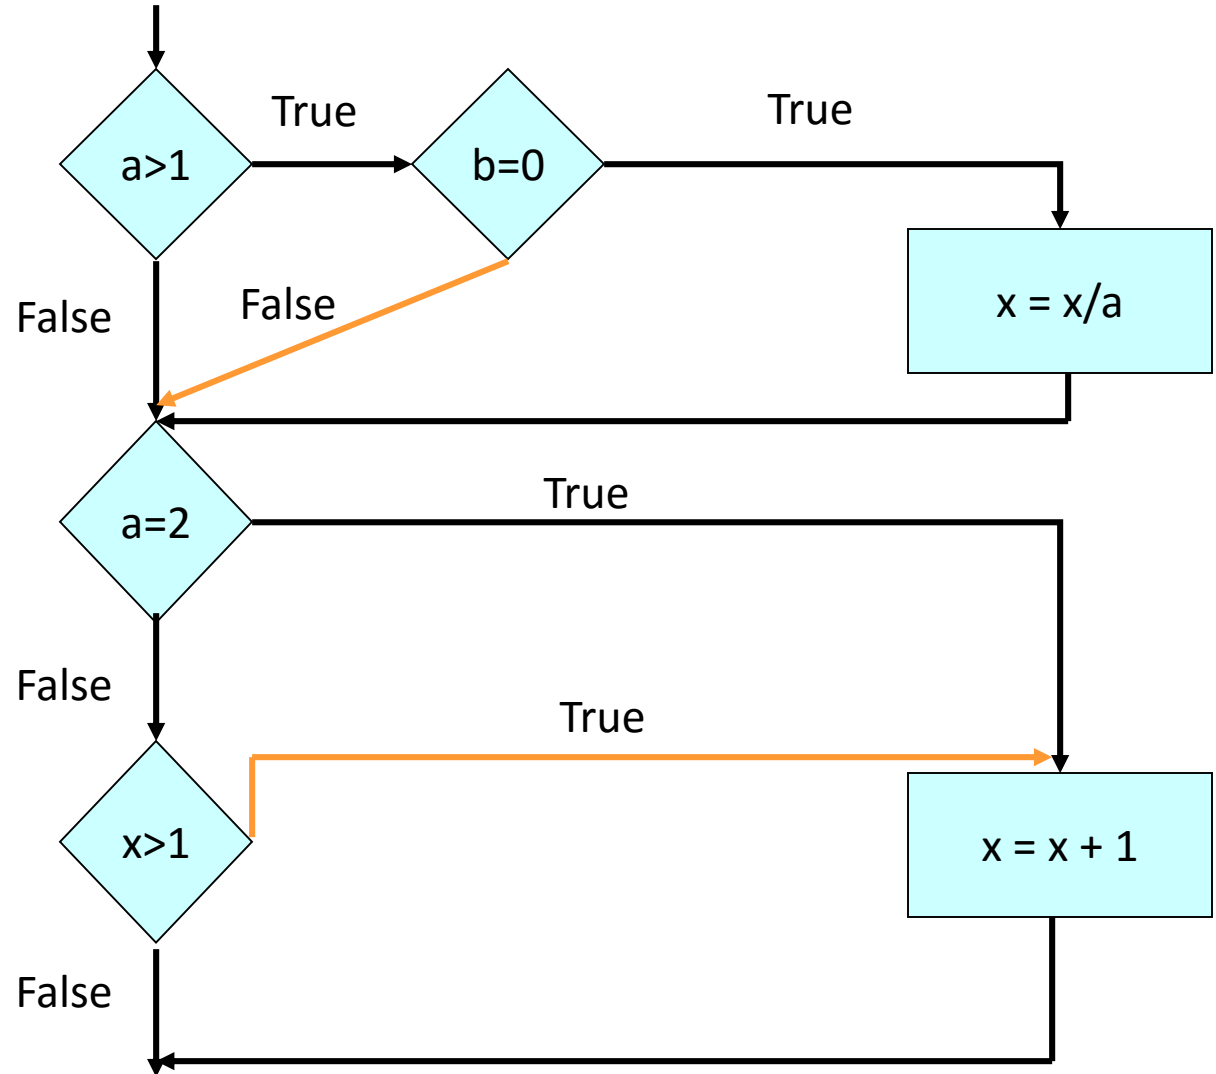 True
True
a>1
b=0
False
False
x = x/a
True
a=2
False
True
x>1
x = x + 1
False